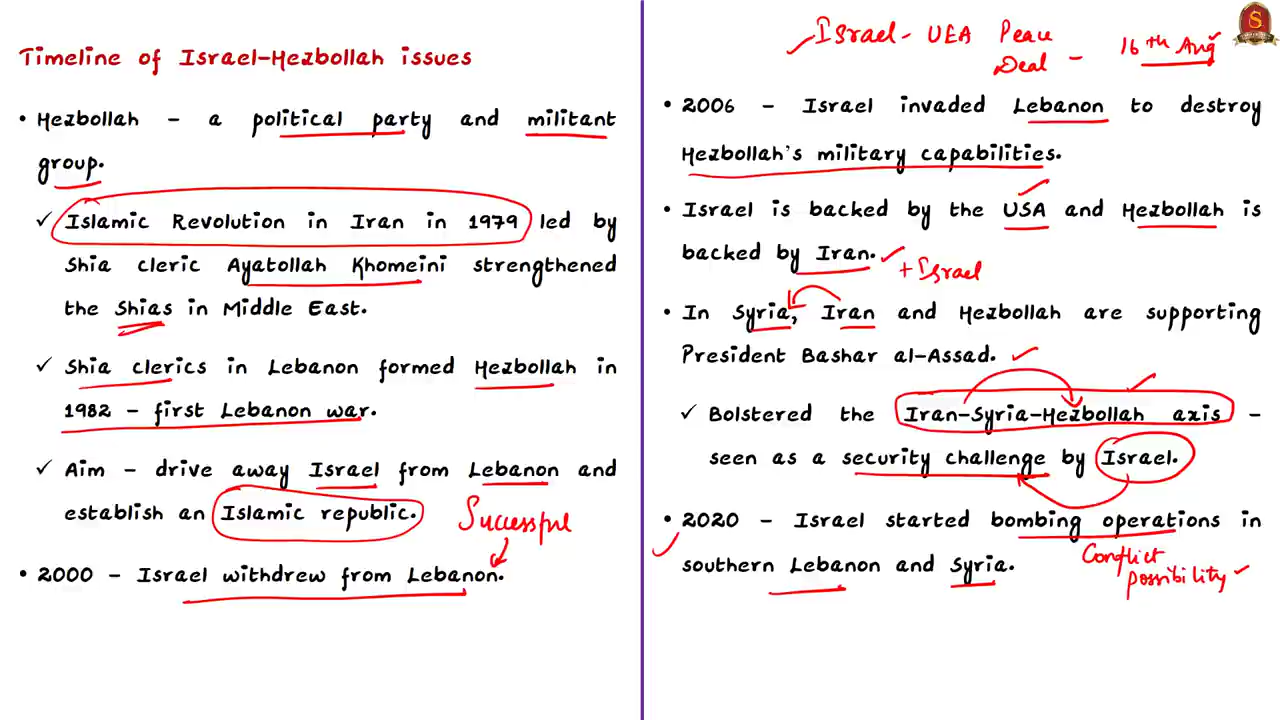 Timeline of Israel-Hezbollah issues
• Hezbollah - a political party and militant
group.
✓ Islamic Revolution in Iran in 1979 led by
Shia cleric Ayatollah Khomeini strengthened
the Shias in Middle East.
✓ Shia clerics in Lebanon formed Hezbollah in
1982 - first Lebanon war.
✓ Aim - drive away Israel from Lebanon and
establish an Islamic republic.
Successful
• 2000 - Israel withdrew from Lebanon.
Israel - UEA Peace
Deal - 16th Aug
• 2006 - Israel invaded Lebanon to destroy
Hezbollah's military capabilities.
• Israel is backed by the USA and Hezbollah is
backed by Iran.
+ Israel
• In Syria, Iran and Hezbollah are supporting
President Bashar al-Assad.
✓ Bolstered the Iran-Syria-Hezbollah axis -
seen as a security challenge by Israel.
• 2020 - Israel started bombing operations in
southern Lebanon and Syria.
Conflict
possibility